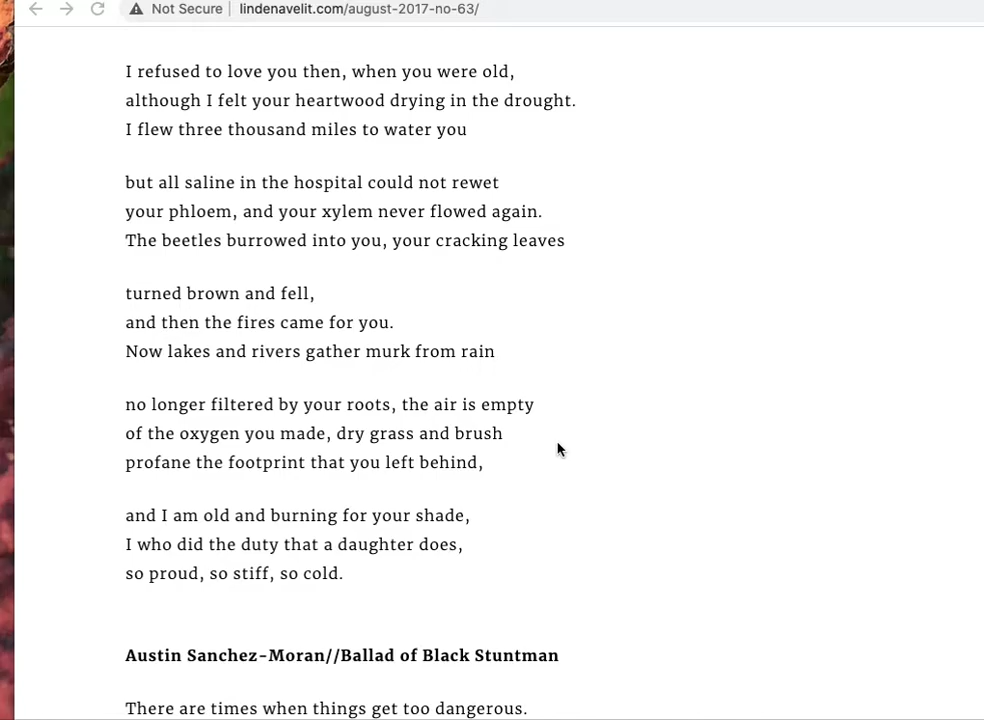 Not Secure | lindenavelit.com/august-2017-no-63/
I refused to love you then, when you were old,
although I felt your heartwood drying in the drought.
I flew three thousand miles to water you
but all saline in the hospital could not rewet
your phloem, and your xylem never flowed again.
The beetles burrowed into you, your cracking leaves
turned brown and fell,
and then the fires came for you.
Now lakes and rivers gather murk from rain
no longer filtered by your roots, the air is empty
of the oxygen you made, dry grass and brush
profane the footprint that you left behind,
and I am old and burning for your shade,
I who did the duty that a daughter does,
so proud, so stiff, so cold.
Austin Sanchez-Moran//Ballad of Black Stuntman
There are times when things get too dangerous.